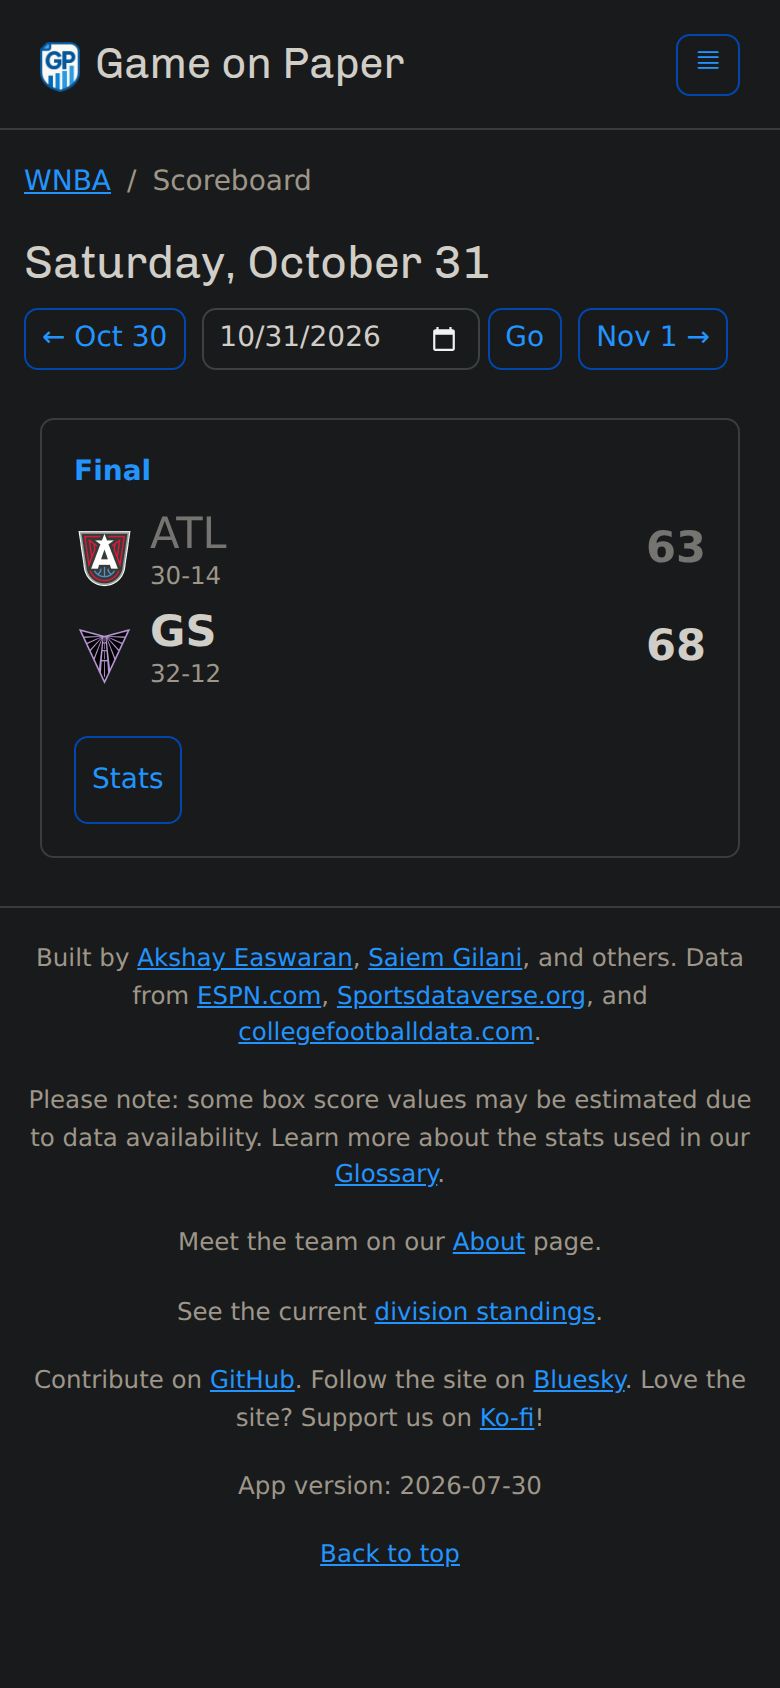 GP Game on Paper
WNBA / Scoreboard
Saturday, October 31
← Oct 30 10/31/2026 Go Nov 1 →
Final
A ATL 63
30-14
GS 68
32-12
Stats
Built by Akshay Easwaran, Saiem Gilani, and others. Data
from ESPN.com, Sportsdataverse.org, and
collegefootballdata.com.
Please note: some box score values may be estimated due
to data availability. Learn more about the stats used in our
Glossary.
Meet the team on our About page.
See the current division standings.
Contribute on GitHub. Follow the site on Bluesky. Love the
site? Support us on Ko-fi!
App version: 2026-07-30
Back to top